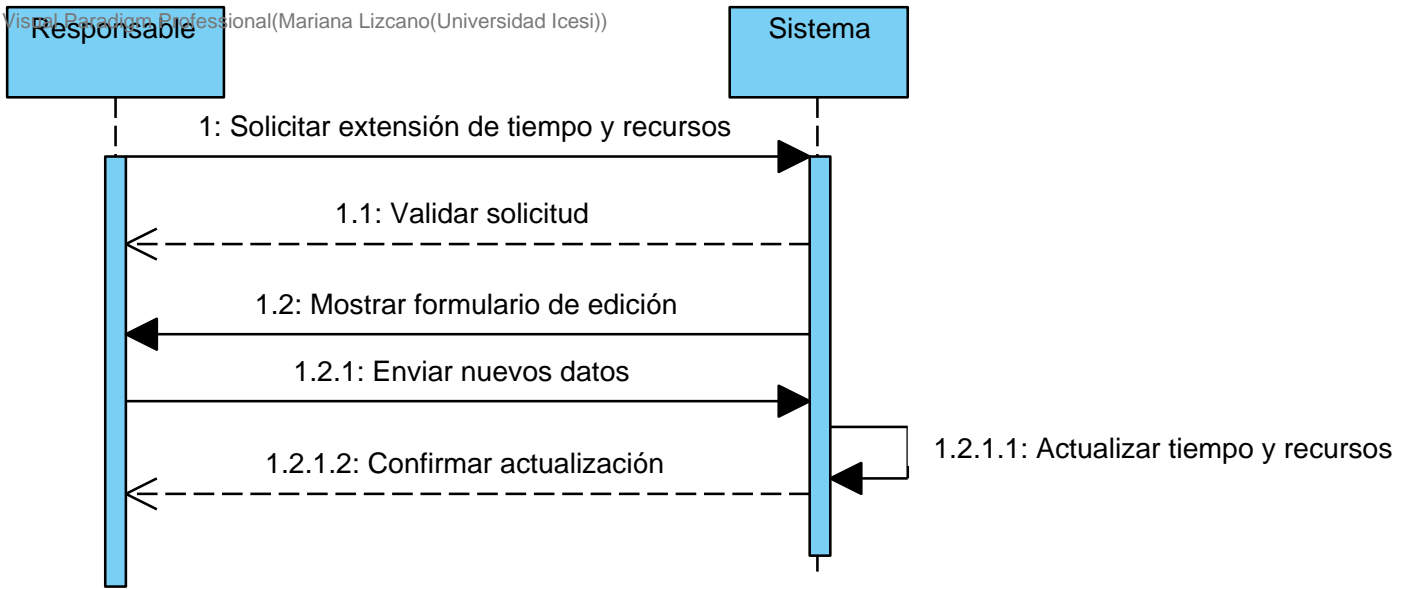 Visual Paradigm Professional(Mariana Lizcano(Universidad Icesi))
Responsable
Sistema
1: Solicitar extensión de tiempo y recursos
1.1: Validar solicitud
1.2: Mostrar formulario de edición
1.2.1: Enviar nuevos datos
1.2.1.1: Actualizar tiempo y recursos
1.2.1.2: Confirmar actualización